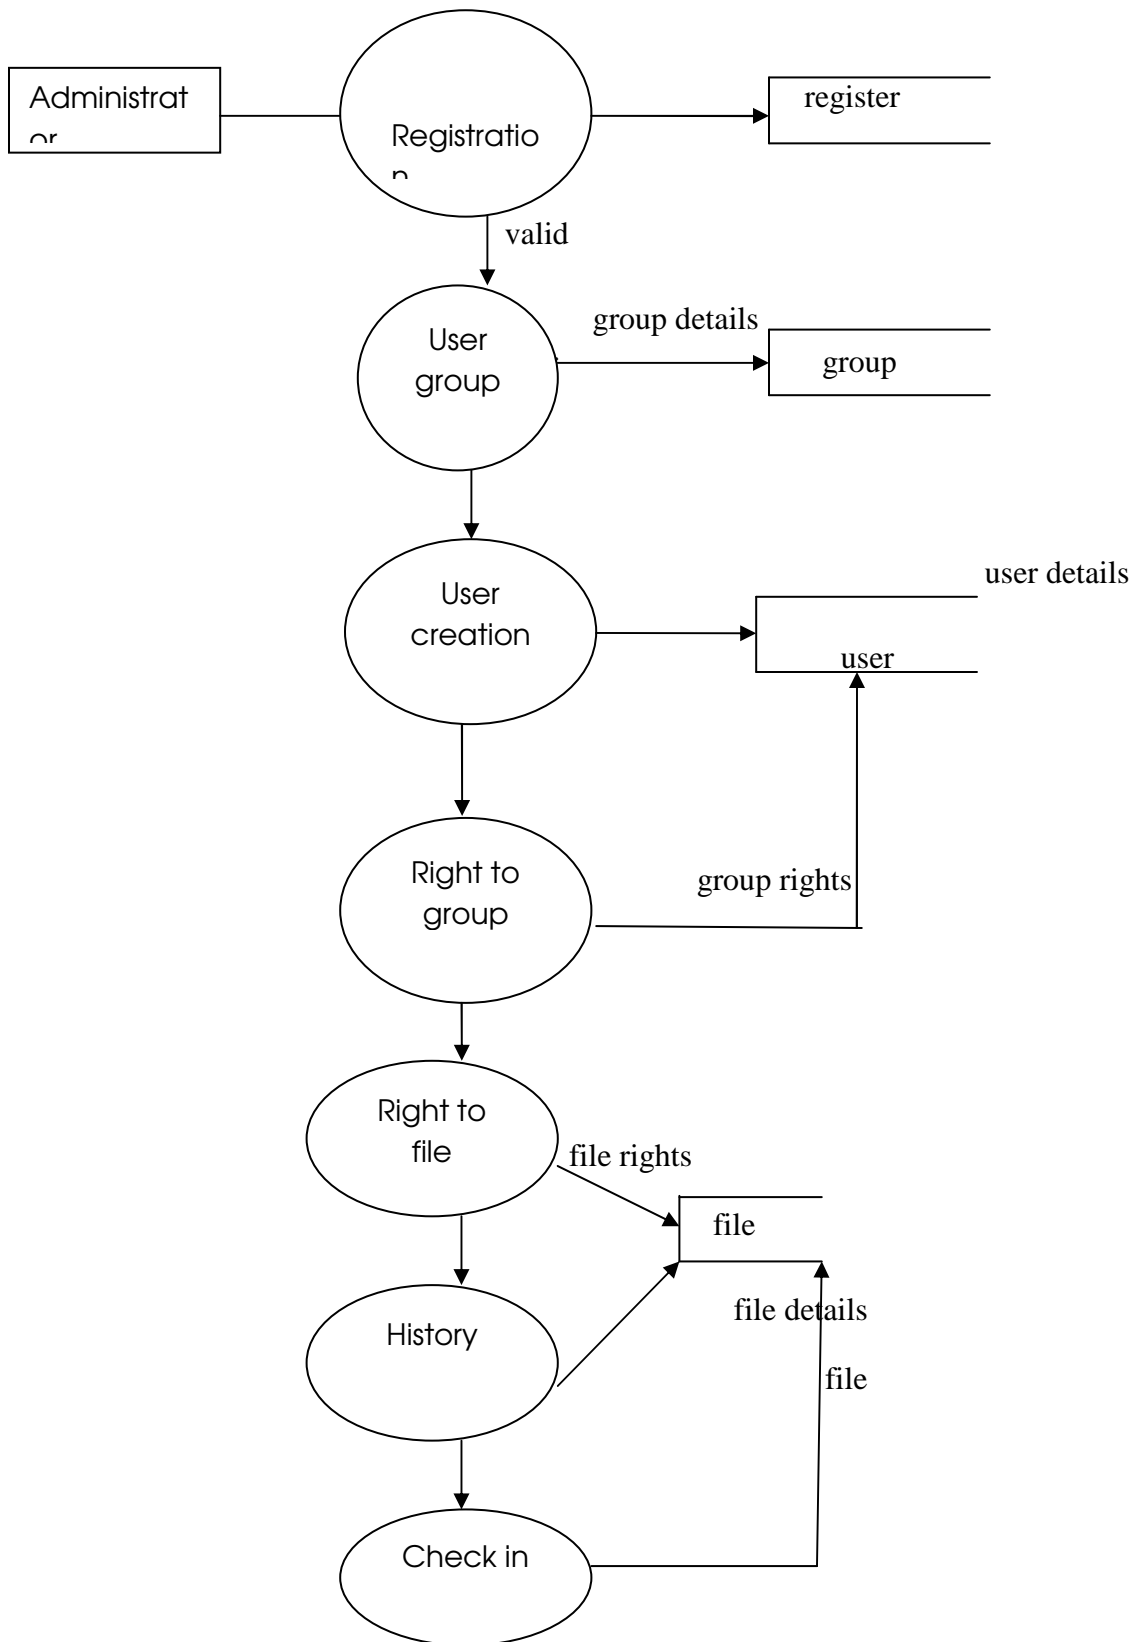 Administrat
or
Registratio
n
register
valid
User
group
group details
group
User
creation
user details
user
Right to
group
group rights
Right to
file
file rights
file
History
file details
file
Check in